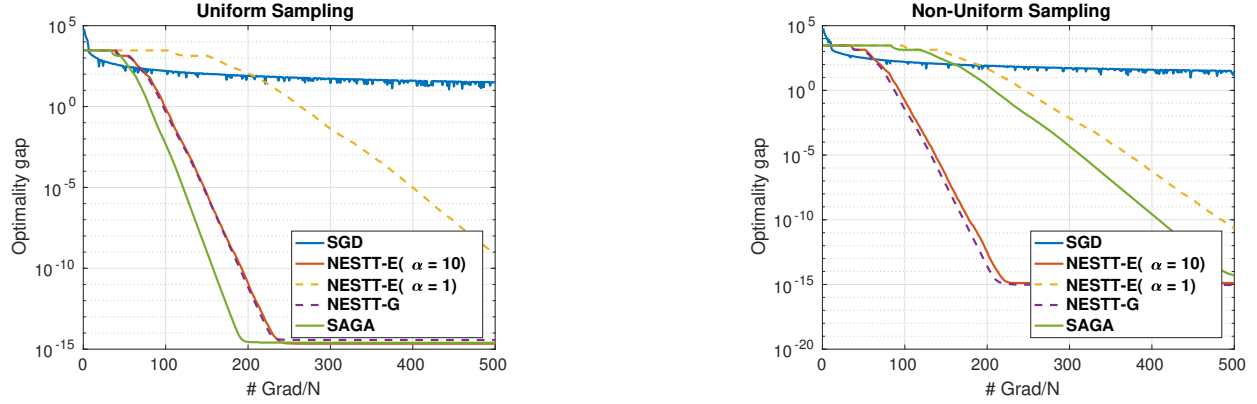 Uniform Sampling
10^5
10^0
10^-5
10^-10
10^-15
Optimality gap
0 100 200 300 400 500
# Grad/N
SGD
NESTT-E( α = 10)
NESTT-E( α = 1)
NESTT-G
SAGA
Non-Uniform Sampling
10^5
10^0
10^-5
10^-10
10^-15
10^-20
Optimality gap
0 100 200 300 400 500
# Grad/N
SGD
NESTT-E( α = 10)
NESTT-E( α = 1)
NESTT-G
SAGA